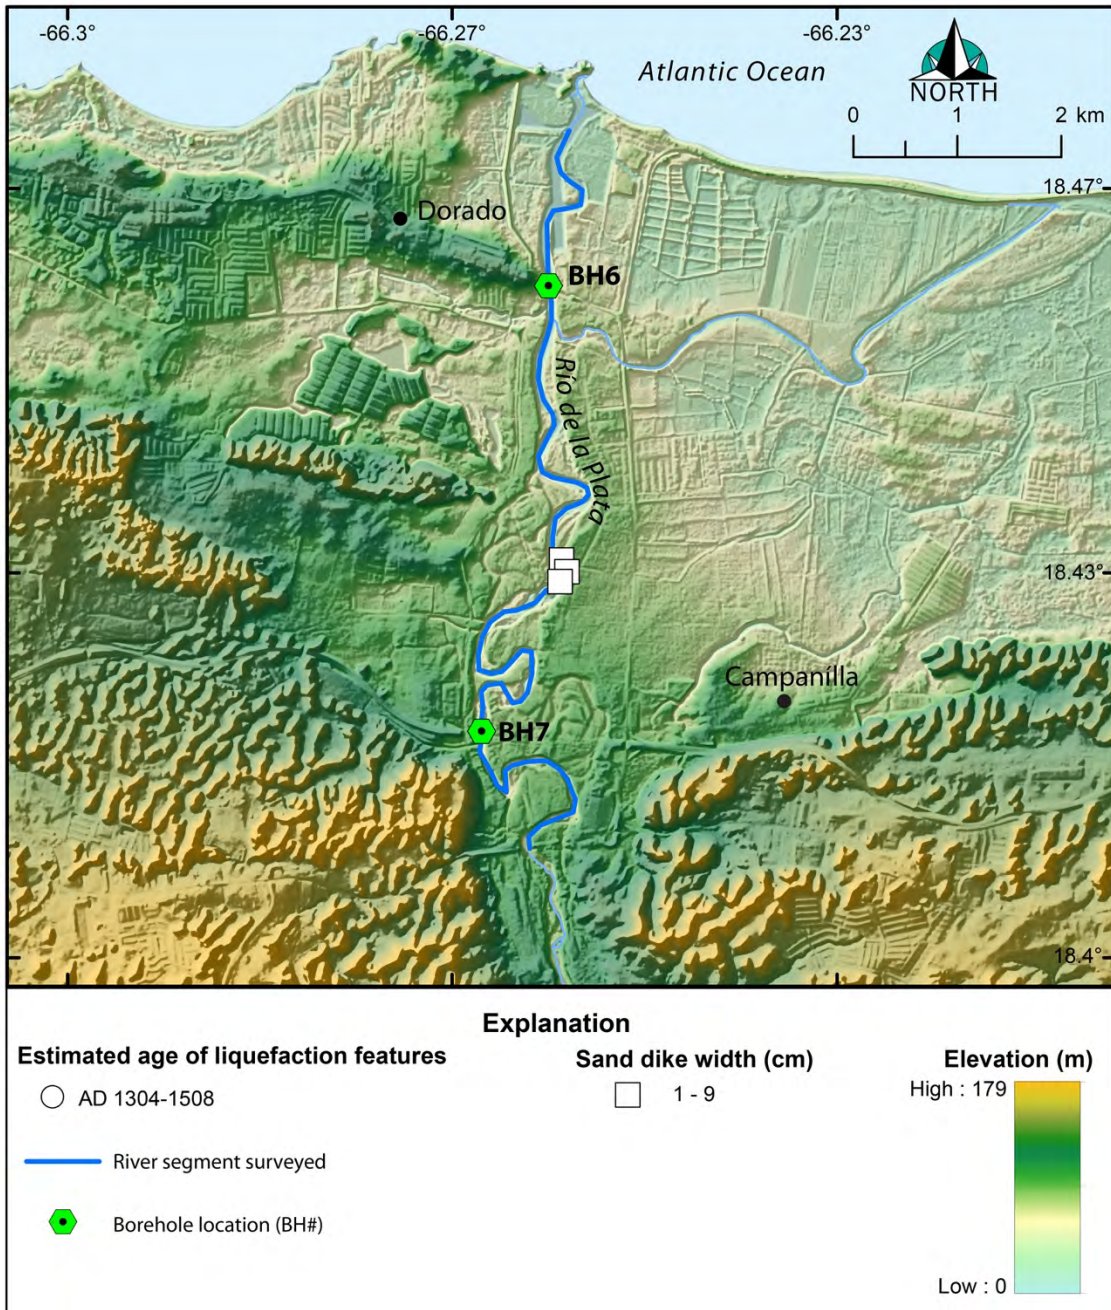 -66.3°
-66.27°
-66.23°
Atlantic Ocean
NORTH
0 1 2 km
18.47°
Dorado
BH6
Río de la Plata
18.43°
Campanílla
BH7
18.4°
Explanation
Estimated age of liquefaction features
AD 1304-1508
River segment surveyed
Borehole location (BH#)
Sand dike width (cm)
1 - 9
Elevation (m)
High : 179
Low : 0